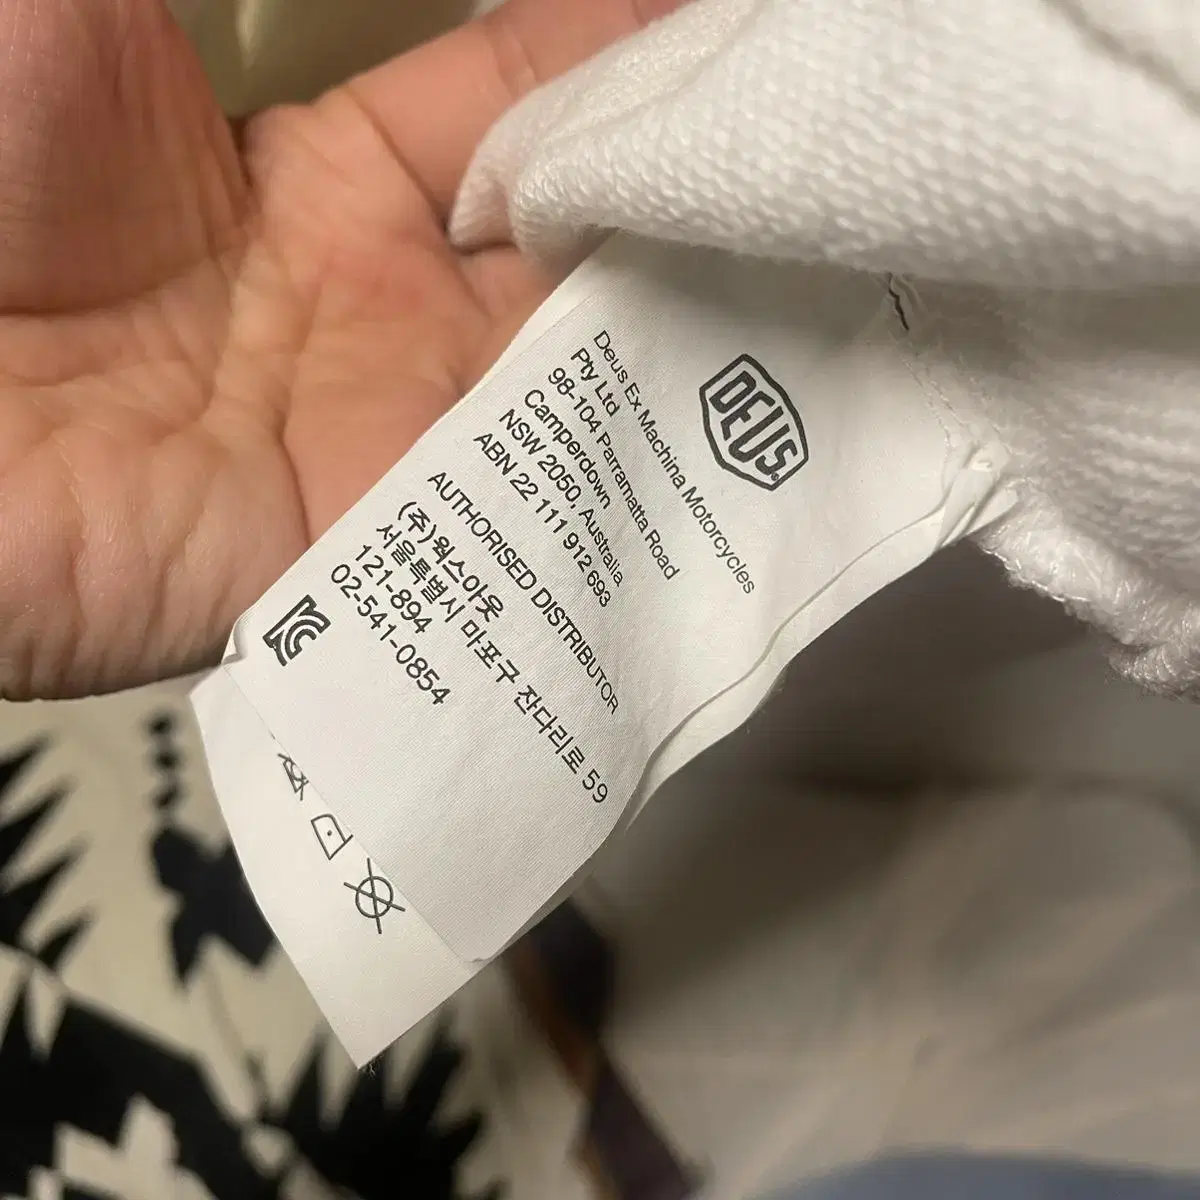 DEUS
Deus Ex Machina Motorcycles
Pty Ltd
98-104 Parramatta Road
Camperdown
NSW 2050, Australia
ABN 22 111 912 693
AUTHORISED DISTRIBUTOR
(주)웍스아웃
서울특별시 마포구 잔다리로 59
121-894
02-541-0854